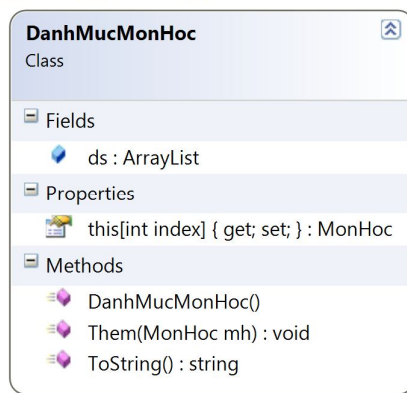 DanhMucMonHoc
Class
Fields
ds : ArrayList
Properties
this[int index] { get; set; } : MonHoc
Methods
DanhMucMonHoc()
Them(MonHoc mh) : void
ToString() : string